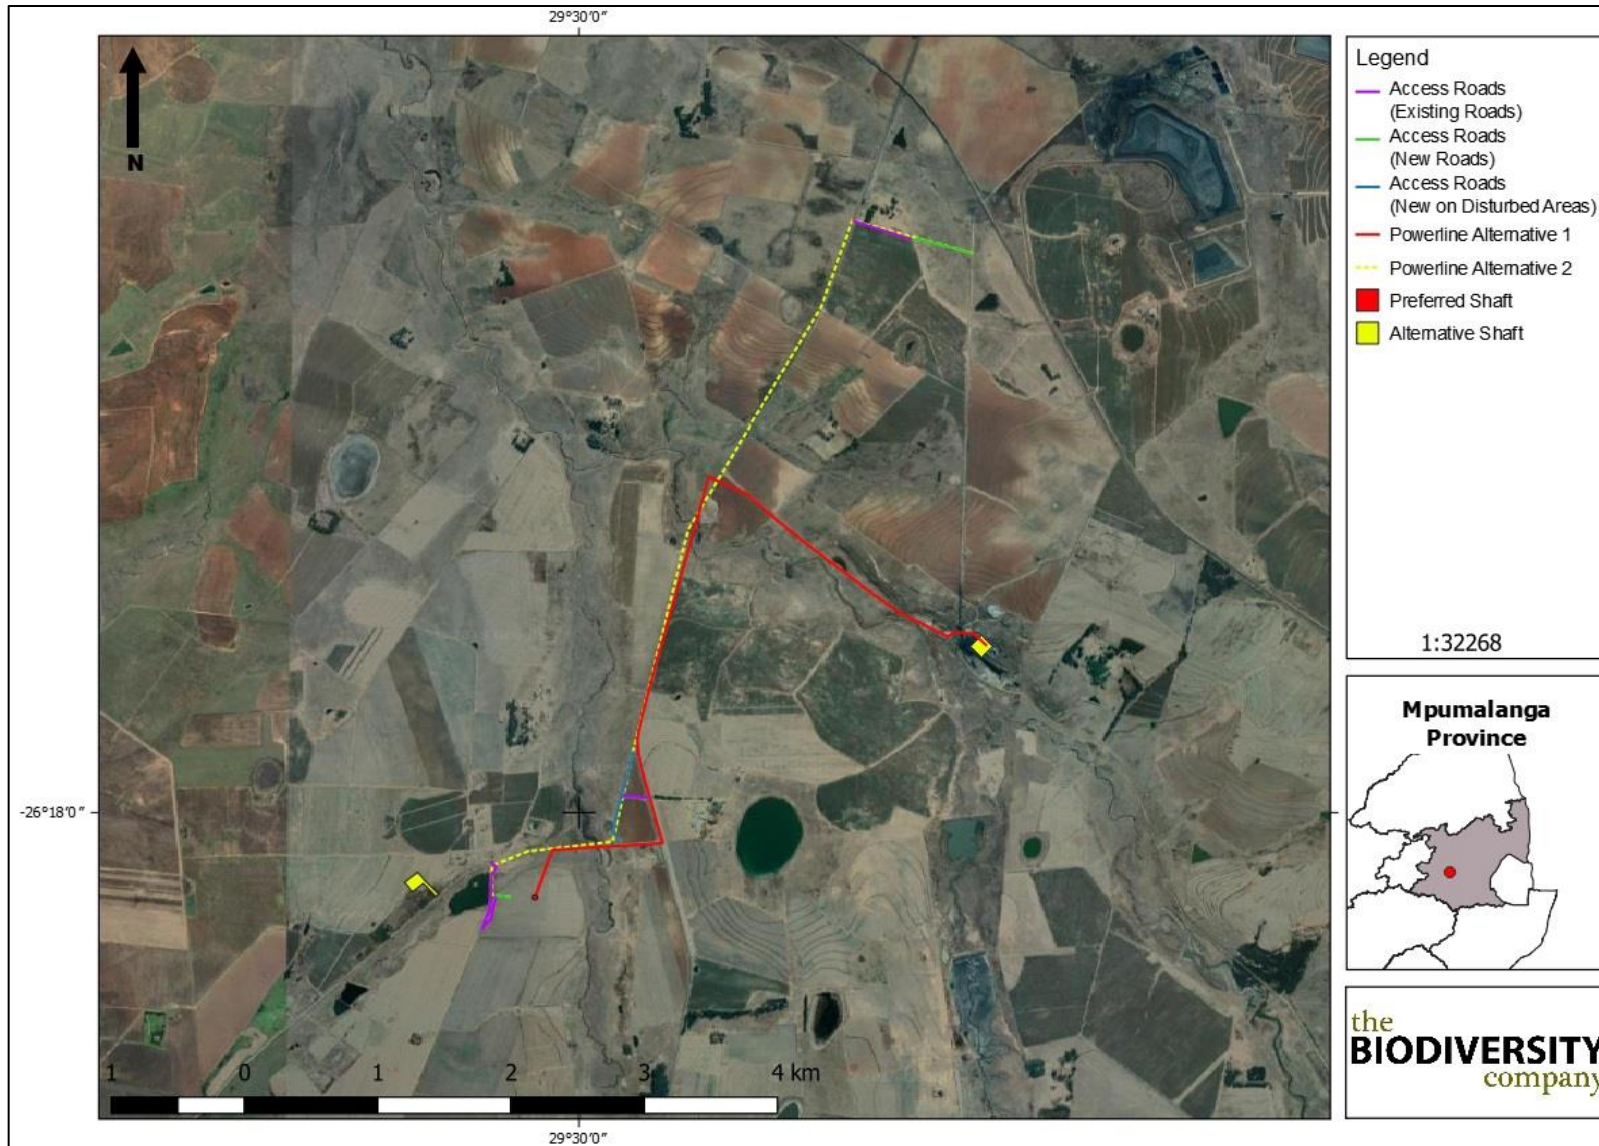 29°30'0"
N
-26°18'0"
1 0 1 2 3 4 km
29°30'0"
Legend
Access Roads
(Existing Roads)
Access Roads
(New Roads)
Access Roads
(New on Disturbed Areas)
Powerline Alternative 1
Powerline Alternative 2
Preferred Shaft
Alternative Shaft
1:32268
Mpumalanga
Province
the
BIODIVERSITY
company